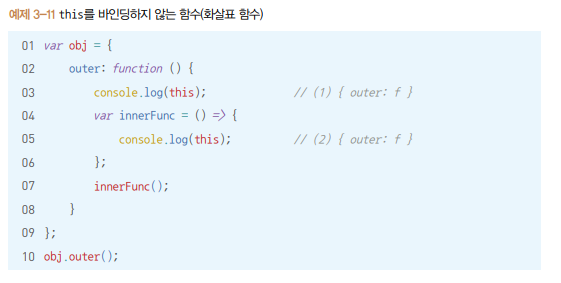 예제 3-11 this를 바인딩하지 않는 함수(화살표 함수)
01 var obj = {
02     outer: function () {
03         console.log(this);               // (1) { outer: f }
04         var innerFunc = () => {
05             console.log(this);           // (2) { outer: f }
06         };
07         innerFunc();
08     }
09 };
10 obj.outer();